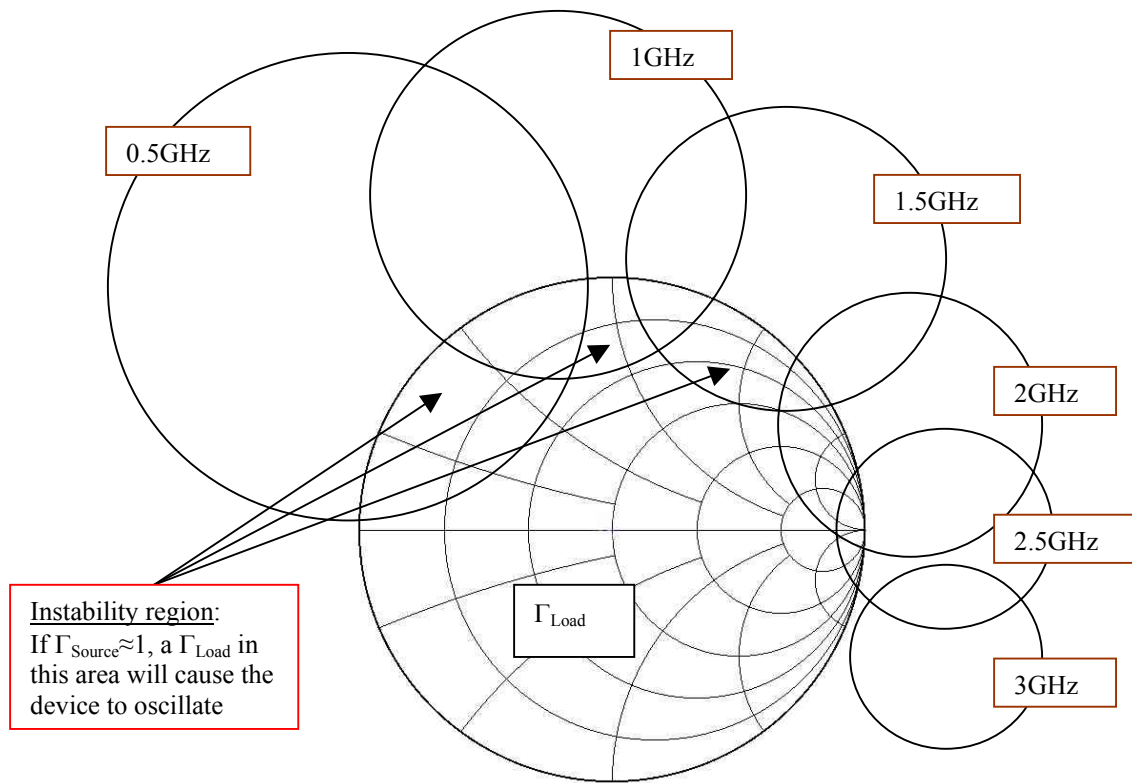 1GHz
0.5GHz
1.5GHz
2GHz
2.5GHz
Instability region:
If ΓSource≈1, a ΓLoad in
this area will cause the
device to oscillate
ΓLoad
3GHz